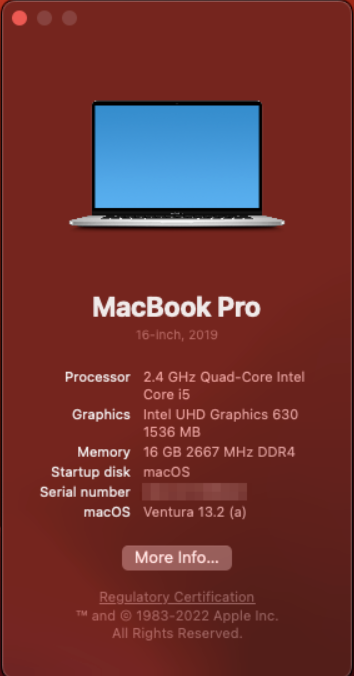 MacBook Pro
16-inch, 2019
Processor 2.4 GHz Quad-Core Intel
Core i5
Graphics Intel UHD Graphics 630
1536 MB
Memory 16 GB 2667 MHz DDR4
Startup disk macOS
Serial number
macOS Ventura 13.2 (a)
More Info...
Regulatory Certification
™ and © 1983-2022 Apple Inc.
All Rights Reserved.